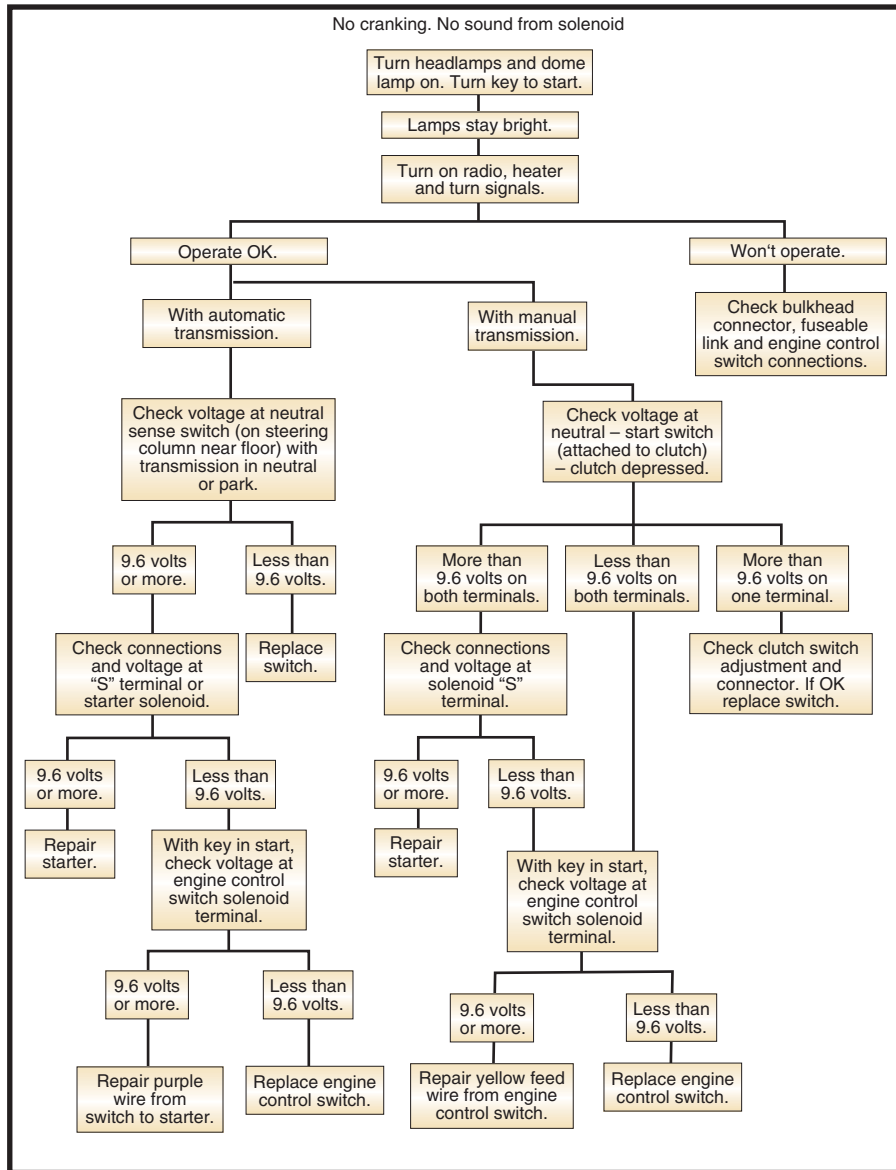 No cranking. No sound from solenoid
Turn headlamps and dome
lamp on. Turn key to start.
Lamps stay bright.
Turn on radio, heater
and turn signals.
Operate OK.
Won‘t operate.
With automatic
transmission.
With manual
transmission.
Check bulkhead
connector, fuseable
link and engine control
switch connections.
Check voltage at neutral
sense switch (on steering
column near floor) with
transmission in neutral
or park.
Check voltage at
neutral – start switch
(attached to clutch)
– clutch depressed.
9.6 volts
or more.
Less than
9.6 volts.
More than
9.6 volts on
both terminals.
Less than
9.6 volts on
both terminals.
More than
9.6 volts on
one terminal.
Check connections
and voltage at
“S” terminal or
starter solenoid.
Replace
switch.
Check connections
and voltage at
solenoid “S”
terminal.
Check clutch switch
adjustment and
connector. If OK
replace switch.
9.6 volts
or more.
Less than
9.6 volts.
9.6 volts
or more.
Less than
9.6 volts.
Repair
starter.
With key in start,
check voltage at
engine control
switch solenoid
terminal.
Repair
starter.
With key in start,
check voltage at
engine control
switch solenoid
terminal.
9.6 volts
or more.
Less than
9.6 volts.
9.6 volts
or more.
Less than
9.6 volts.
Repair purple
wire from
switch to starter.
Replace engine
control switch.
Repair yellow feed
wire from engine
control switch.
Replace engine
control switch.